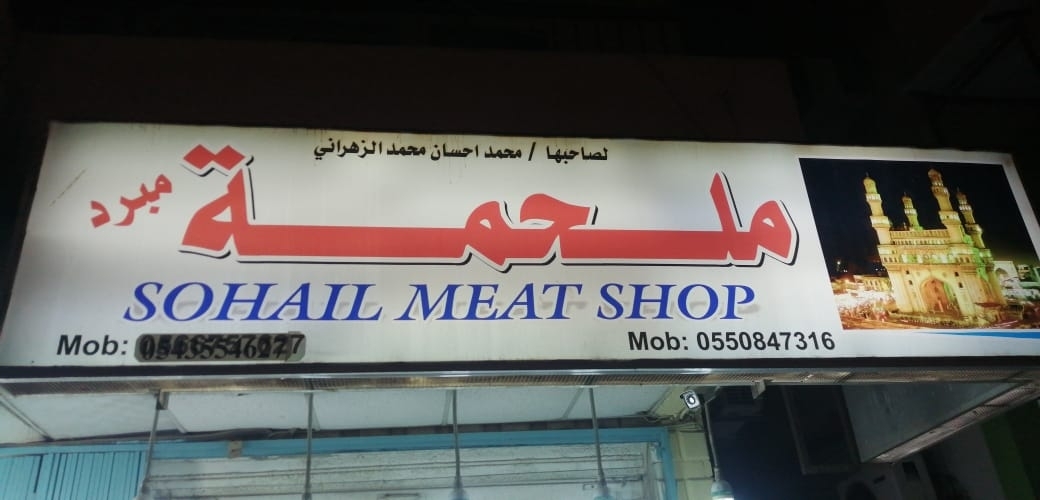 لصاحبها / محمد احسان محمد الزهراني
ملحمة
مبرد
SOHAIL MEAT SHOP
Mob:
Mob: 0550847316